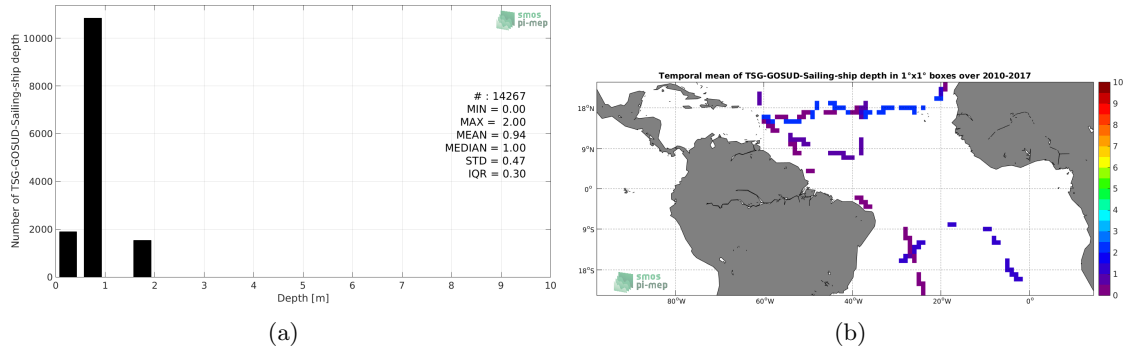 smos
pi-mep
Number of TSG-GOSUD-Sailing-ship depth
10000
8000
6000
4000
2000
0
# : 14267
MIN = 0.00
MAX = 2.00
MEAN = 0.94
MEDIAN = 1.00
STD = 0.47
IQR = 0.30
0 1 2 3 4 5 6 7 8 9 10
Depth [m]
(a)
Temporal mean of TSG-GOSUD-Sailing-ship depth in 1°x1° boxes over 2010-2017
18°N
9°N
0°
9°S
18°S
80°W 60°W 40°W 20°W 0°
10
9
8
7
6
5
4
3
2
1
0
smos
pi-mep
(b)